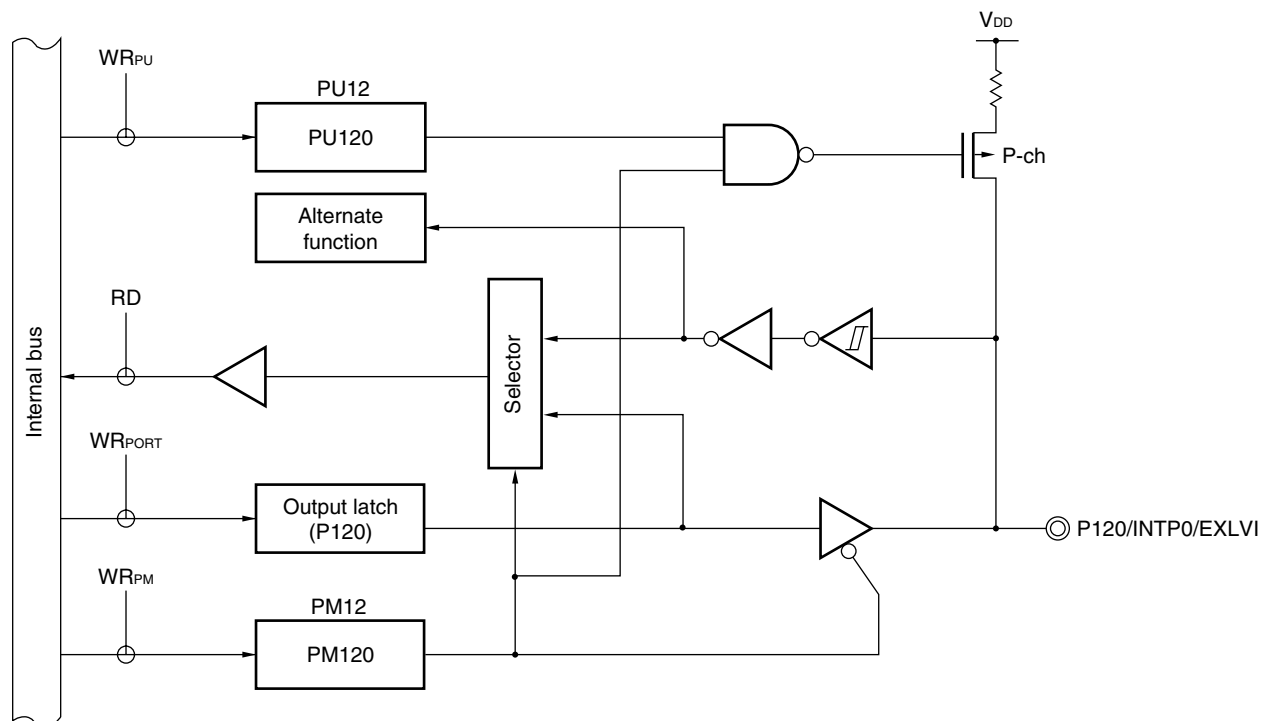 VDD
WRPU
PU12
PU120
P-ch
Alternate
function
RD
Internal bus
Selector
WRPORT
Output latch
(P120)
P120/INTP0/EXLVI
WRPM
PM12
PM120